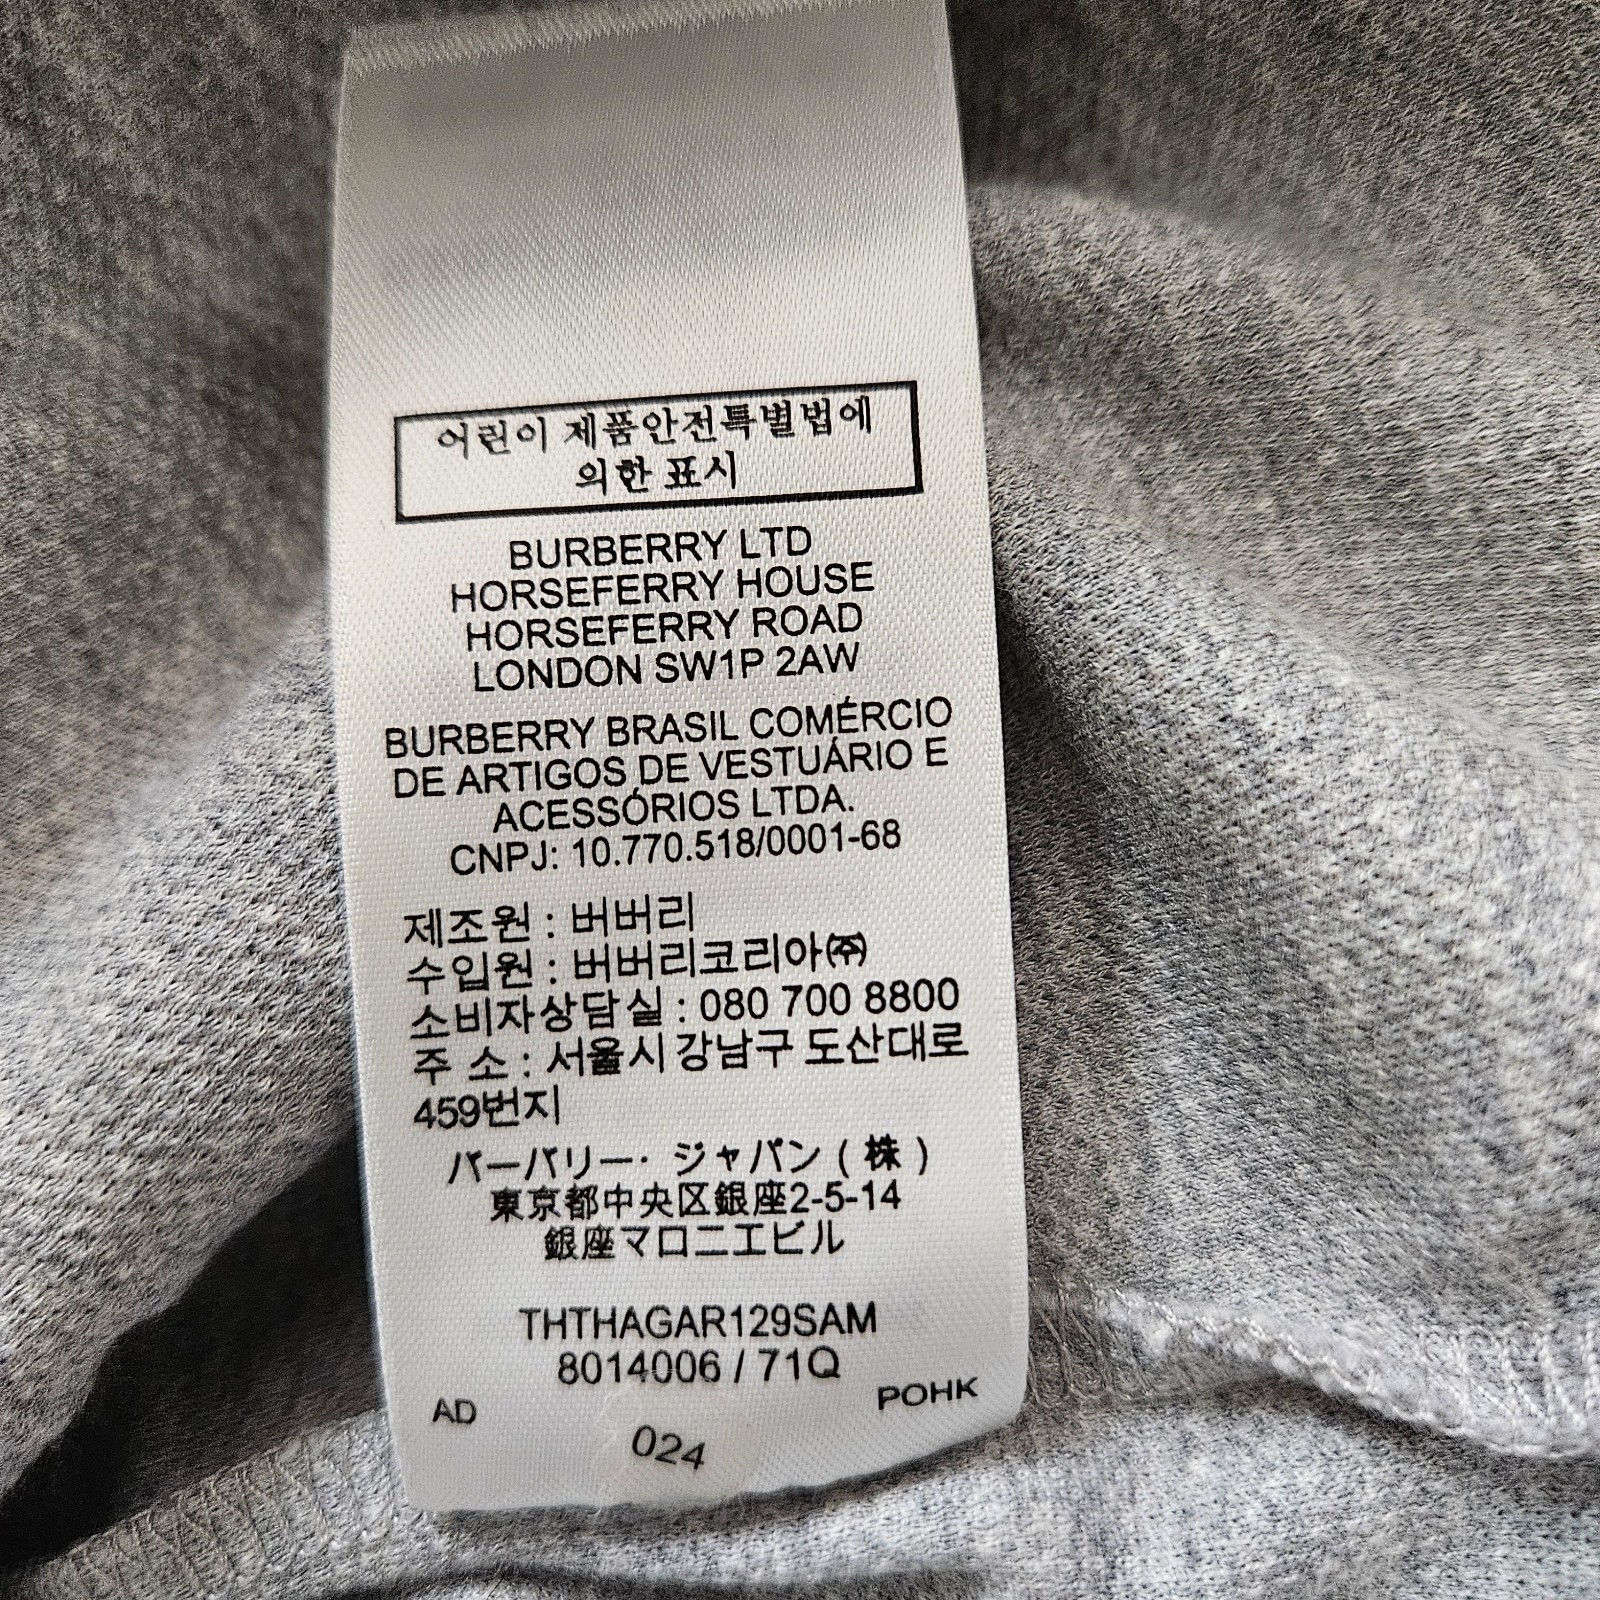 어린이 제품안전특별법에
의한 표시
BURBERRY LTD
HORSEFERRY HOUSE
HORSEFERRY ROAD
LONDON SW1P 2AW
BURBERRY BRASIL COMÉRCIO
DE ARTIGOS DE VESTUÁRIO E
ACESSÓRIOS LTDA.
CNPJ: 10.770.518/0001-68
제조원 : 버버리
수입원 : 버버리코리아㈜
소비자상담실 : 080 700 8800
주 소 : 서울시 강남구 도산대로
459번지
バーバリー· ジャパン ( 株 )
東京都中央区銀座2-5-14
銀座マロニエビル
THTHAGAR129SAM
8014006 / 71Q
AD POHK
024